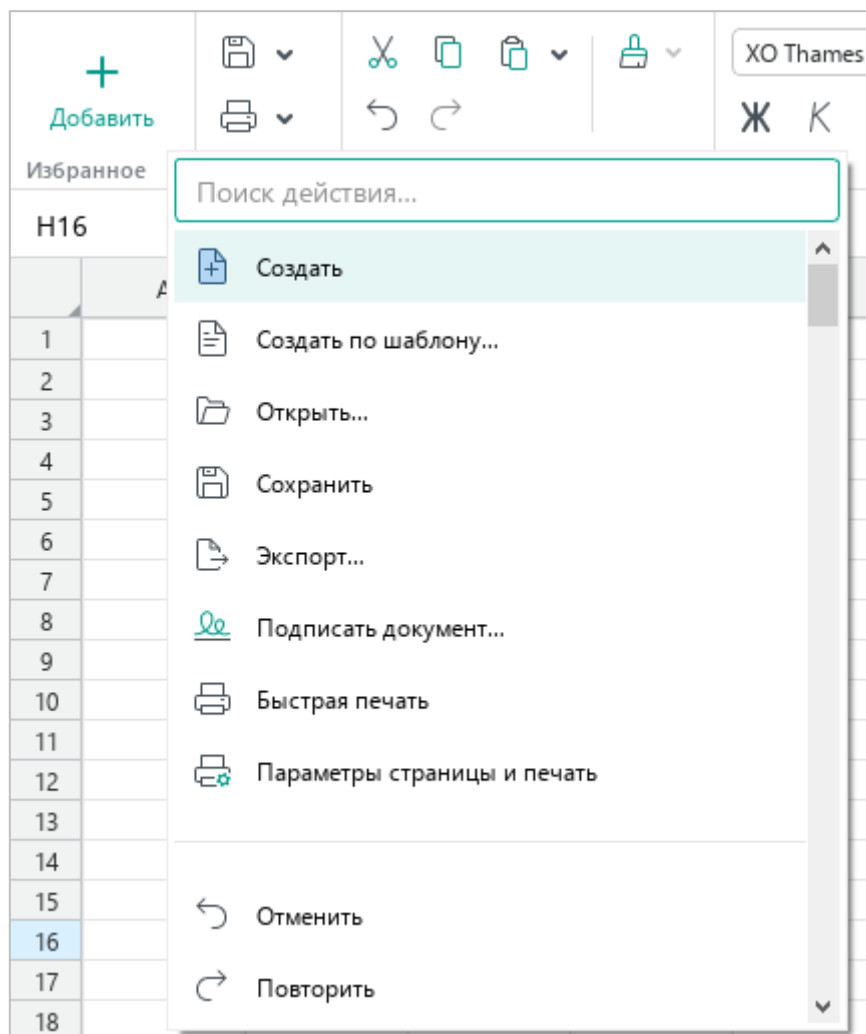 XO Thames
Добавить
Ж К
Избранное
Поиск действия...
H16
A
Создать
Создать по шаблону...
Открыть...
Сохранить
Экспорт...
Подписать документ...
Быстрая печать
Параметры страницы и печать
Отменить
Повторить
1
2
3
4
5
6
7
8
9
10
11
12
13
14
15
16
17
18